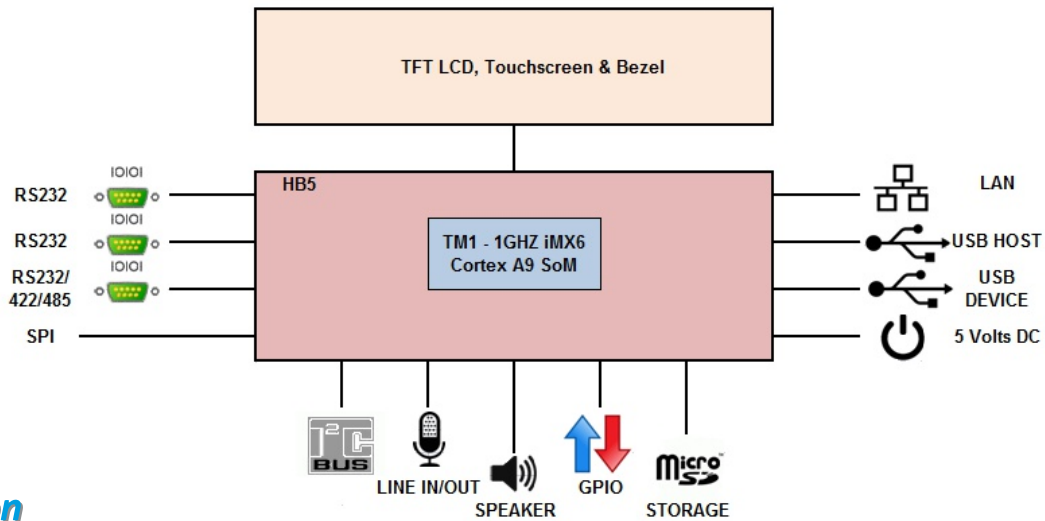 TFT LCD, Touchscreen & Bezel
HB5
TM1 - 1GHZ iMX6
Cortex A9 SoM
IOIOI
RS232
IOIOI
RS232
IOIOI
RS232/
422/485
SPI
LAN
USB HOST
USB
DEVICE
5 Volts DC
I²C
BUS
LINE IN/OUT
SPEAKER
GPIO
Micro
SD
STORAGE
on